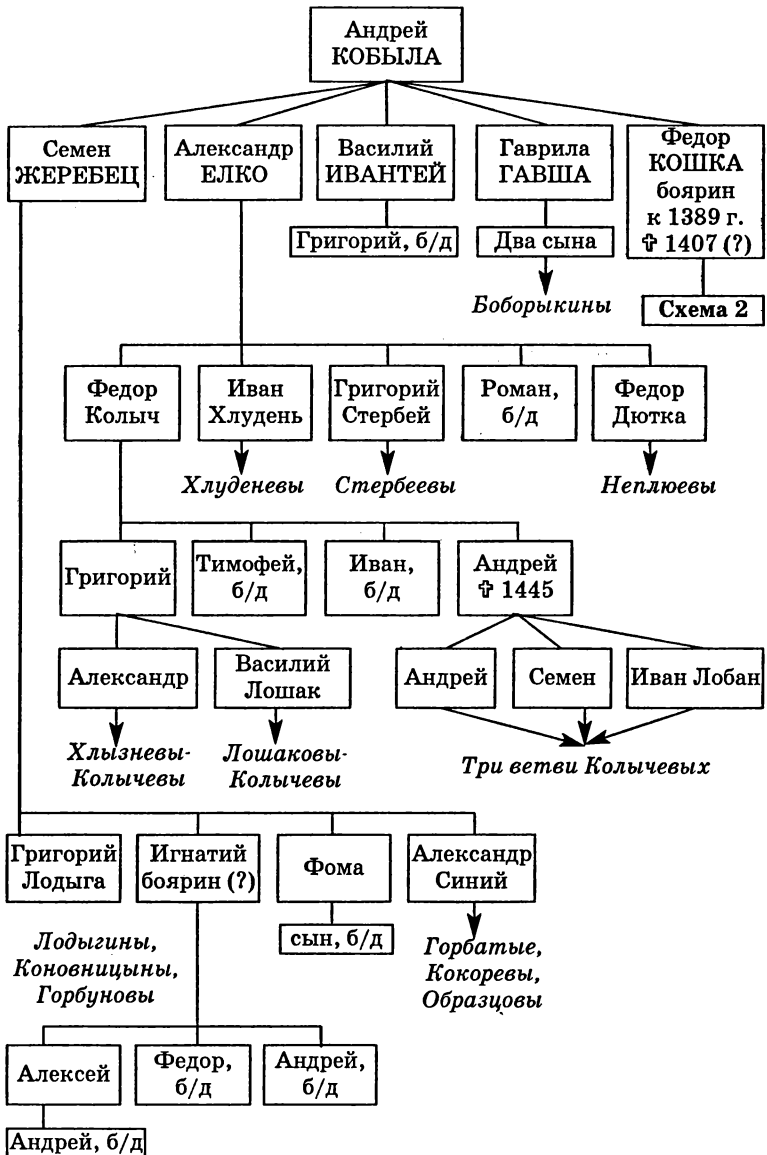 Андрей
КОБЫЛА
Семен
ЖЕРЕБЕЦ
Александр
ЕЛКО
Василий
ИВАНТЕЙ
Гаврила
ГАВША
Федор
КОШКА
боярин
к 1389 г.
✞ 1407 (?)
Григорий, б/д
Два сына
Боборыкины
Схема 2
Федор
Колыч
Иван
Хлудень
Григорий
Стербей
Роман,
б/д
Федор
Дютка
Хлуденевы
Стербеевы
Неплюевы
Григорий
Тимофей,
б/д
Иван,
б/д
Андрей
✞ 1445
Александр
Василий
Лошак
Андрей
Семен
Иван Лобан
Хлызневы-
Колычевы
Лошаковы-
Колычевы
Три ветви Колычевых
Григорий
Лодыга
Игнатий
боярин (?)
Фома
Александр
Синий
сын, б/д
Лодыгины,
Коновницыны,
Горбуновы
Горбатые,
Кокоревы,
Образцовы
Алексей
Федор,
б/д
Андрей,
б/д
Андрей, б/д